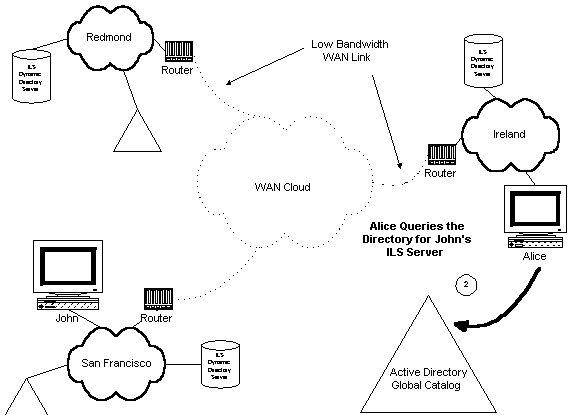 Redmond
ILS
Dynamic
Directory
Server
Router
Low Bandwidth
WAN Link
ILS
Dynamic
Directory
Server
Ireland
Router
WAN Cloud
Alice Queries the
Directory for John's
ILS Server
Alice
2
John
Router
San Francisco
ILS
Dynamic
Directory
Server
Active Directory
Global Catalog